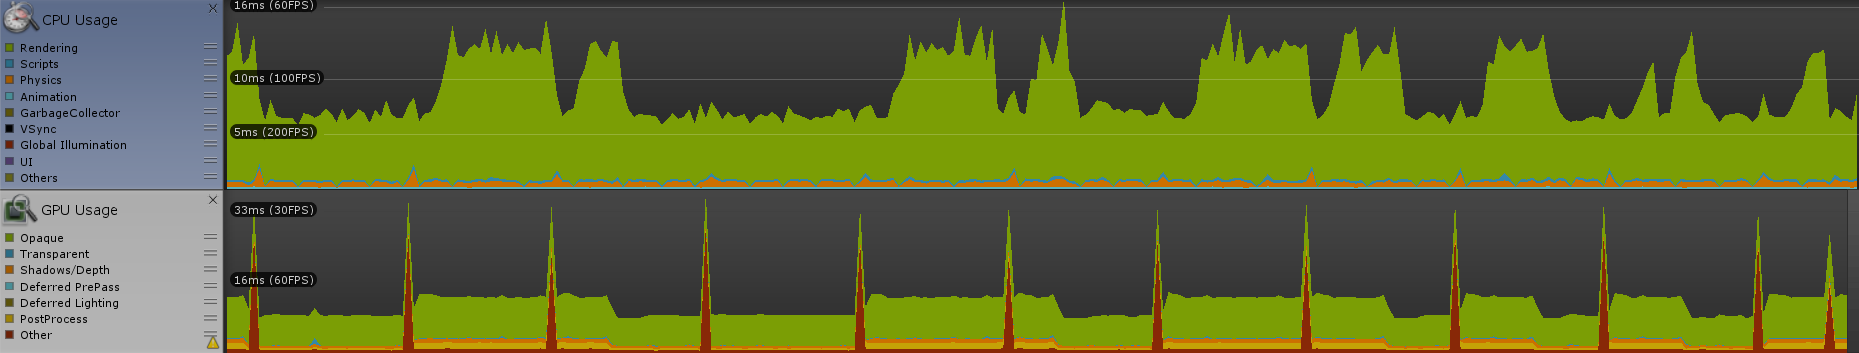 CPU Usage
Rendering
Scripts
Physics
Animation
GarbageCollector
VSync
Global Illumination
UI
Others
16ms (60FPS)
10ms (100FPS)
5ms (200FPS)
GPU Usage
Opaque
Transparent
Shadows/Depth
Deferred PrePass
Deferred Lighting
PostProcess
Other
33ms (30FPS)
16ms (60FPS)